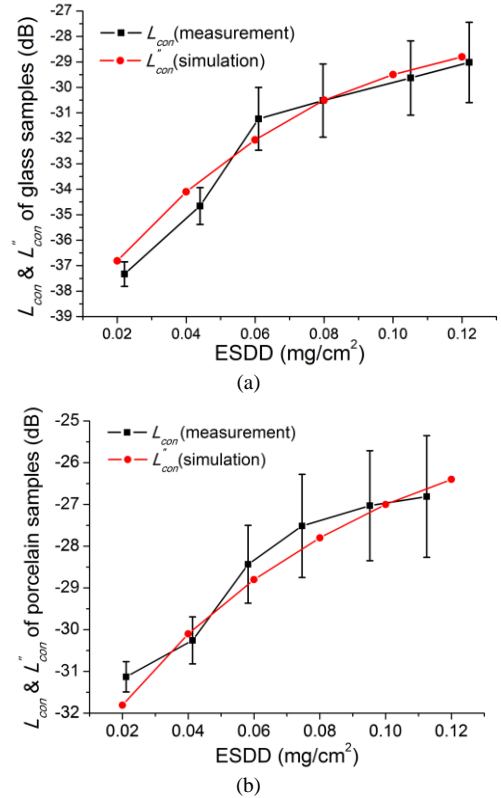 -26
-27
-28
-29
-30
-31
-32
-33
-34
-35
-36
-37
-38
-39
L_con & L''_con of glass samples (dB)
L_con (measurement)
L''_con (simulation)
0.02 0.04 0.06 0.08 0.10 0.12
ESDD (mg/cm²)
(a)
-25
-26
-27
-28
-29
-30
-31
-32
L_con & L''_con of porcelain samples (dB)
L_con (measurement)
L''_con (simulation)
0.02 0.04 0.06 0.08 0.10 0.12
ESDD (mg/cm²)
(b)